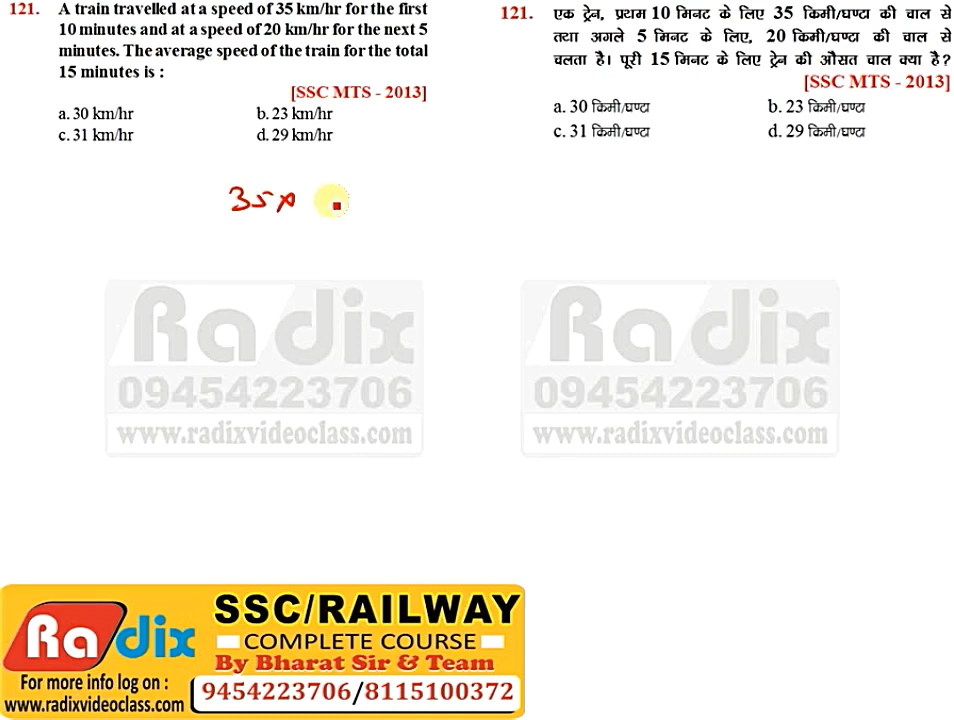 121. A train travelled at a speed of 35 km/hr for the first
10 minutes and at a speed of 20 km/hr for the next 5
minutes. The average speed of the train for the total
15 minutes is :
[SSC MTS - 2013]
a. 30 km/hr b. 23 km/hr
c. 31 km/hr d. 29 km/hr
121. एक ट्रेन, प्रथम 10 मिनट के लिए 35 किमी/घण्टा की चाल से
तथा अगले 5 मिनट के लिए, 20 किमी/घण्टा की चाल से
चलता है। पूरी 15 मिनट के लिए ट्रेन की औसत चाल क्या है?
[SSC MTS - 2013]
a. 30 किमी/घण्टा b. 23 किमी/घण्टा
c. 31 किमी/घण्टा d. 29 किमी/घण्टा
35×
Radix
09454223706
www.radixvideoclass.com
Radix
09454223706
www.radixvideoclass.com
Radix
For more info log on :
www.radixvideoclass.com
SSC/RAILWAY
COMPLETE COURSE
By Bharat Sir & Team
9454223706/8115100372